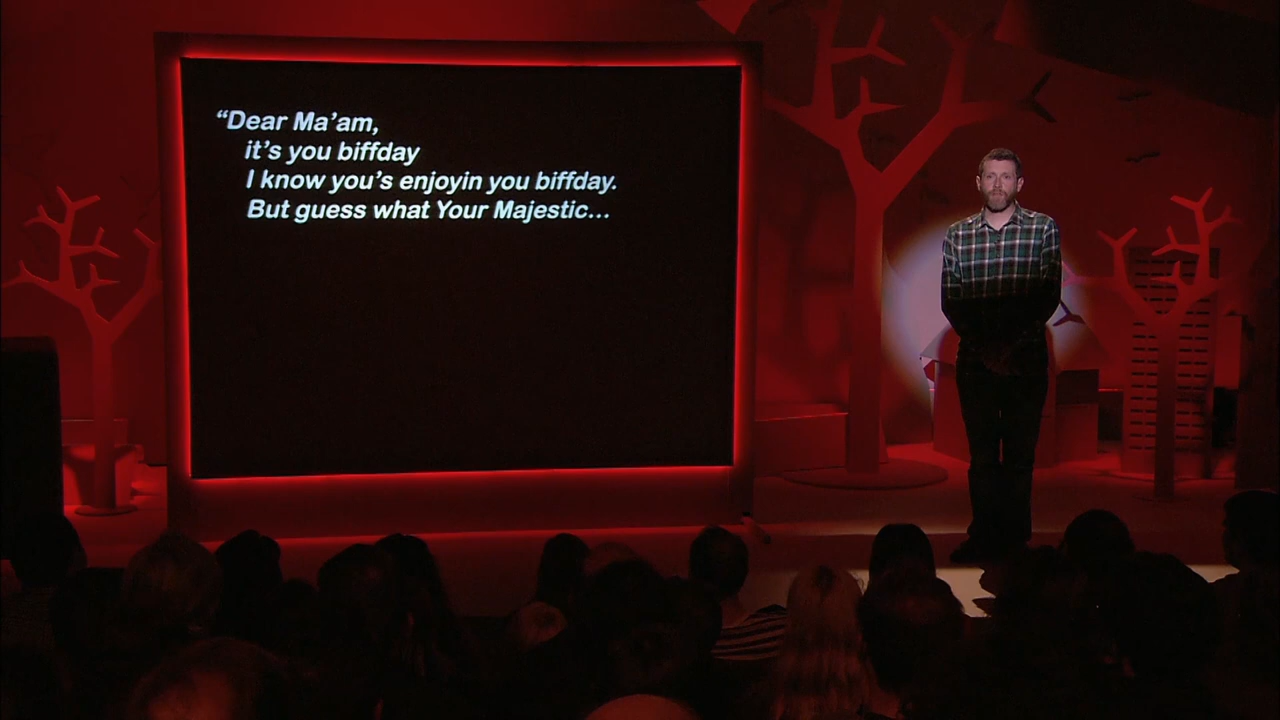 “Dear Ma’am,
it’s you biffday
I know you’s enjoyin you biffday.
But guess what Your Majestic...